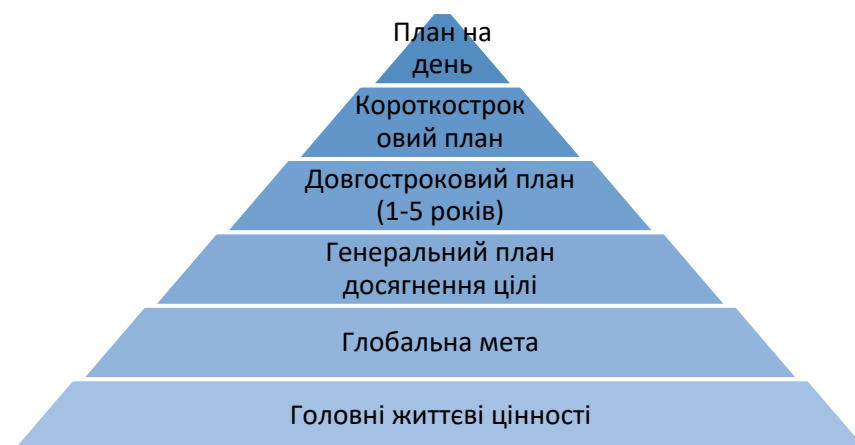 План на
день
Короткострок
овий план
Довгостроковий план
(1-5 років)
Генеральний план
досягнення цілі
Глобальна мета
Головні життєві цінності